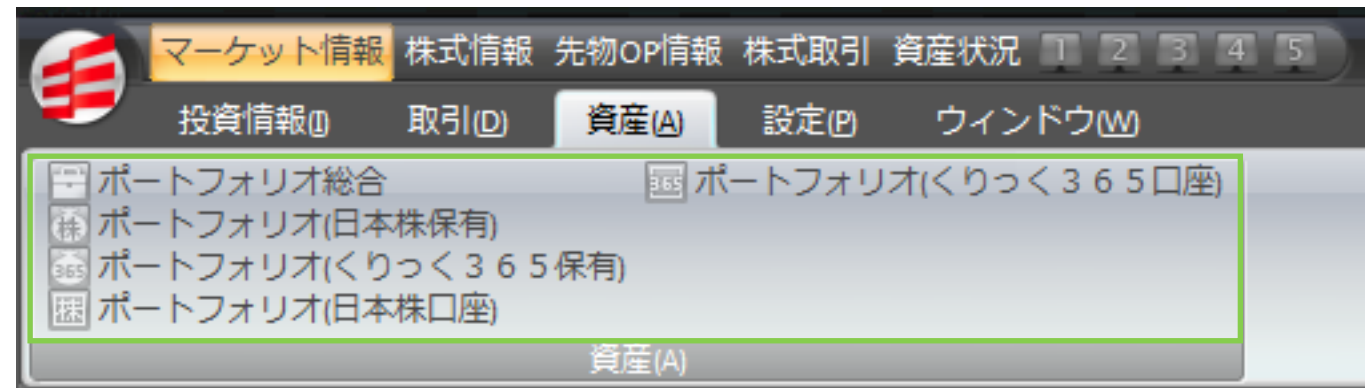 マーケット情報 株式情報 先物OP情報 株式取引 資産状況 1 2 3 4 5
投資情報(I) 取引(D) 資産(A) 設定(P) ウィンドウ(W)
ポートフォリオ総合 365 ポートフォリオ(くりっく３６５口座)
株 ポートフォリオ(日本株保有)
365 ポートフォリオ(くりっく３６５保有)
株 ポートフォリオ(日本株口座)
資産(A)